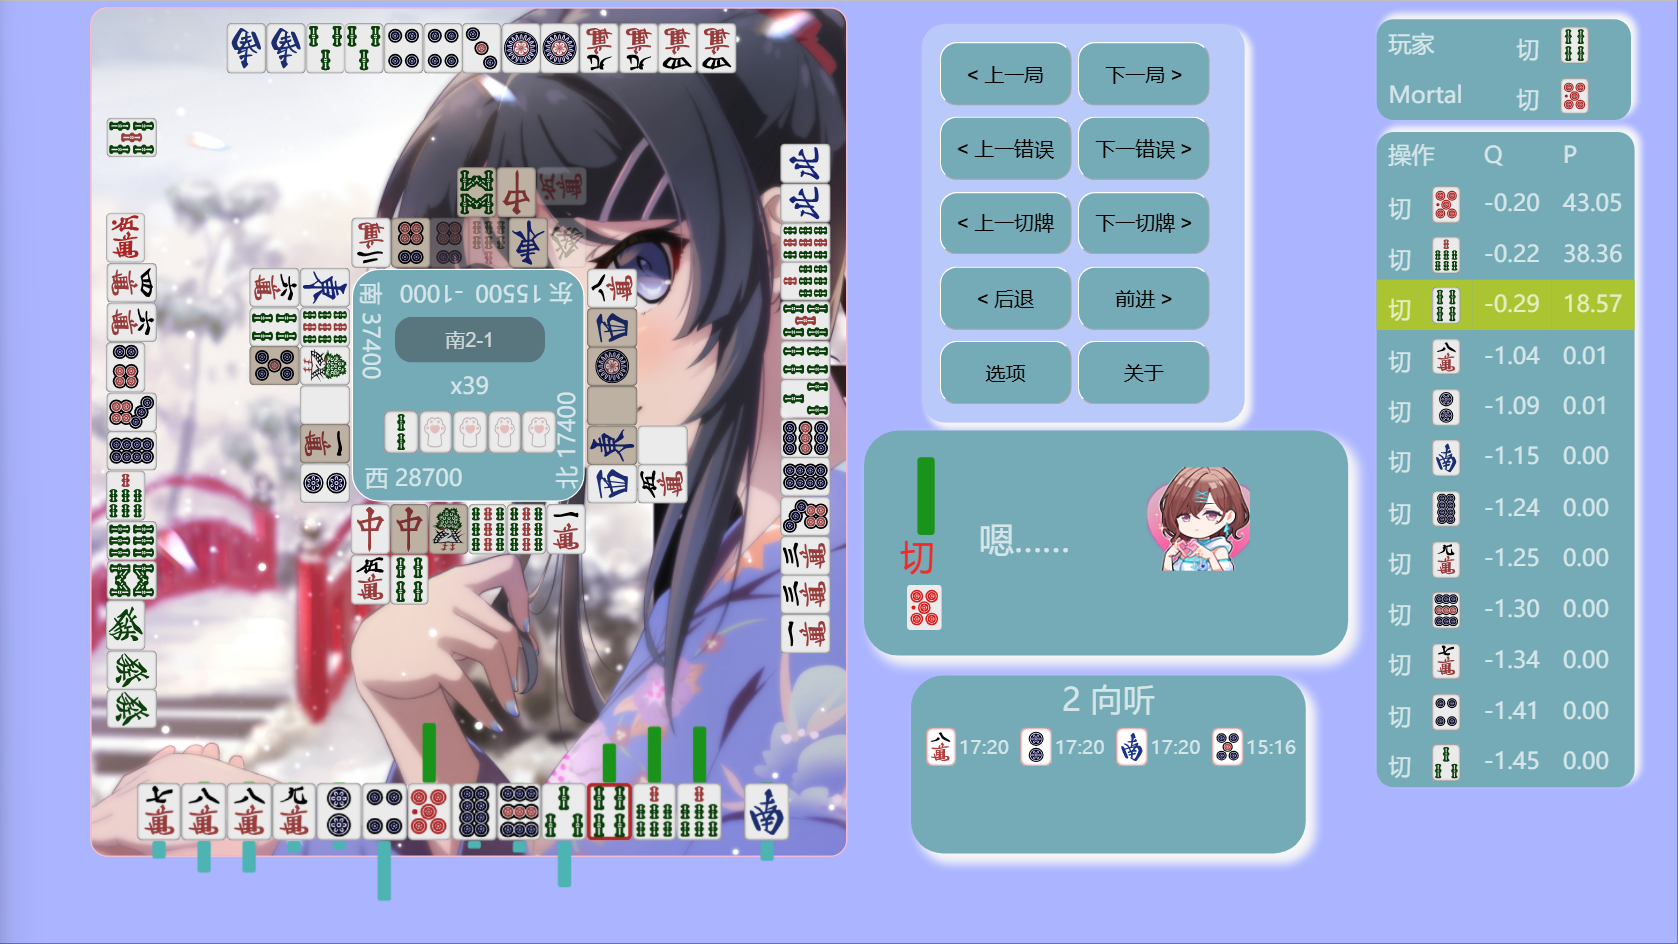 < 上一局
下一局 >
< 上一错误
下一错误 >
< 上一切牌
下一切牌 >
< 后退
前进 >
选项
关于
玩家 切
Mortal 切
操作 Q P
切 -0.20 43.05
切 -0.22 38.36
切 -0.29 18.57
切 -1.04 0.01
切 -1.09 0.01
切 -1.15 0.00
切 -1.24 0.00
切 -1.25 0.00
切 -1.30 0.00
切 -1.34 0.00
切 -1.41 0.00
切 -1.45 0.00
东 15500 -1000
南 37400
南2-1
x39
北 17400
西 28700
切
嗯......
2 向听
17:20 17:20 17:20 15:16